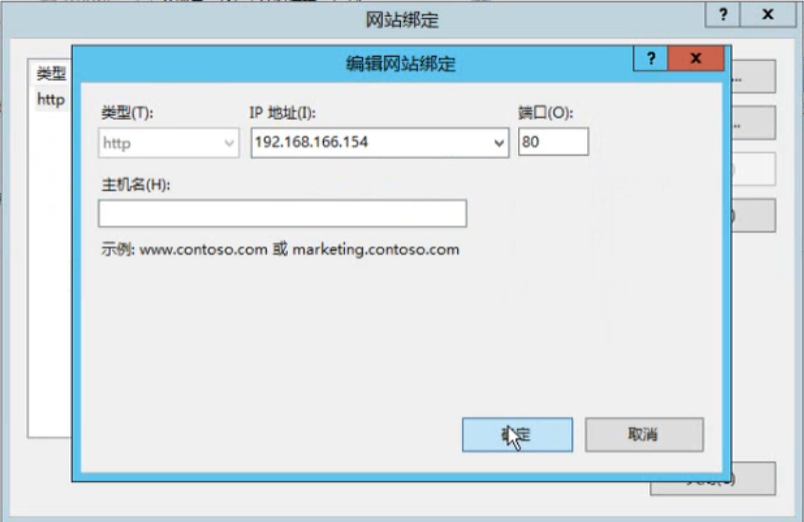 网站绑定
? x
编辑网站绑定
? x
类型
http
类型(T):
IP 地址(I):
端口(O):
http
192.168.166.154
80
主机名(H):
示例: www.contoso.com 或 marketing.contoso.com
确定
取消